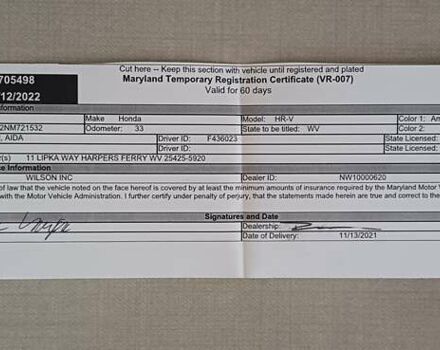 Cut here -- Keep this section with vehicle until registered and plated
705498
Maryland Temporary Registration Certificate (VR-007)
/12/2022
Valid for 60 days
Information
Make Honda Model: HR-V Color 1:
2NM721532 Odometer: 33 State to be titled: WV Color 2:
, AIDA Driver ID: F436023 State Licensed:
Driver ID: State Licensed:
r(s) 11 LIPKA WAY HARPERS FERRY WV 25425-5920
ce Information
WILSON INC Dealer ID: NW10000620
of law that the vehicle noted on the face hereof is covered by at least the minimum amounts of insurance required by the Maryland Motor
with the Motor Vehicle Administration. I further certify under penalty of perjury, that the statements made herein are true and correct to the
Signatures and Date
Dealership:
Date of Delivery: 11/13/2021